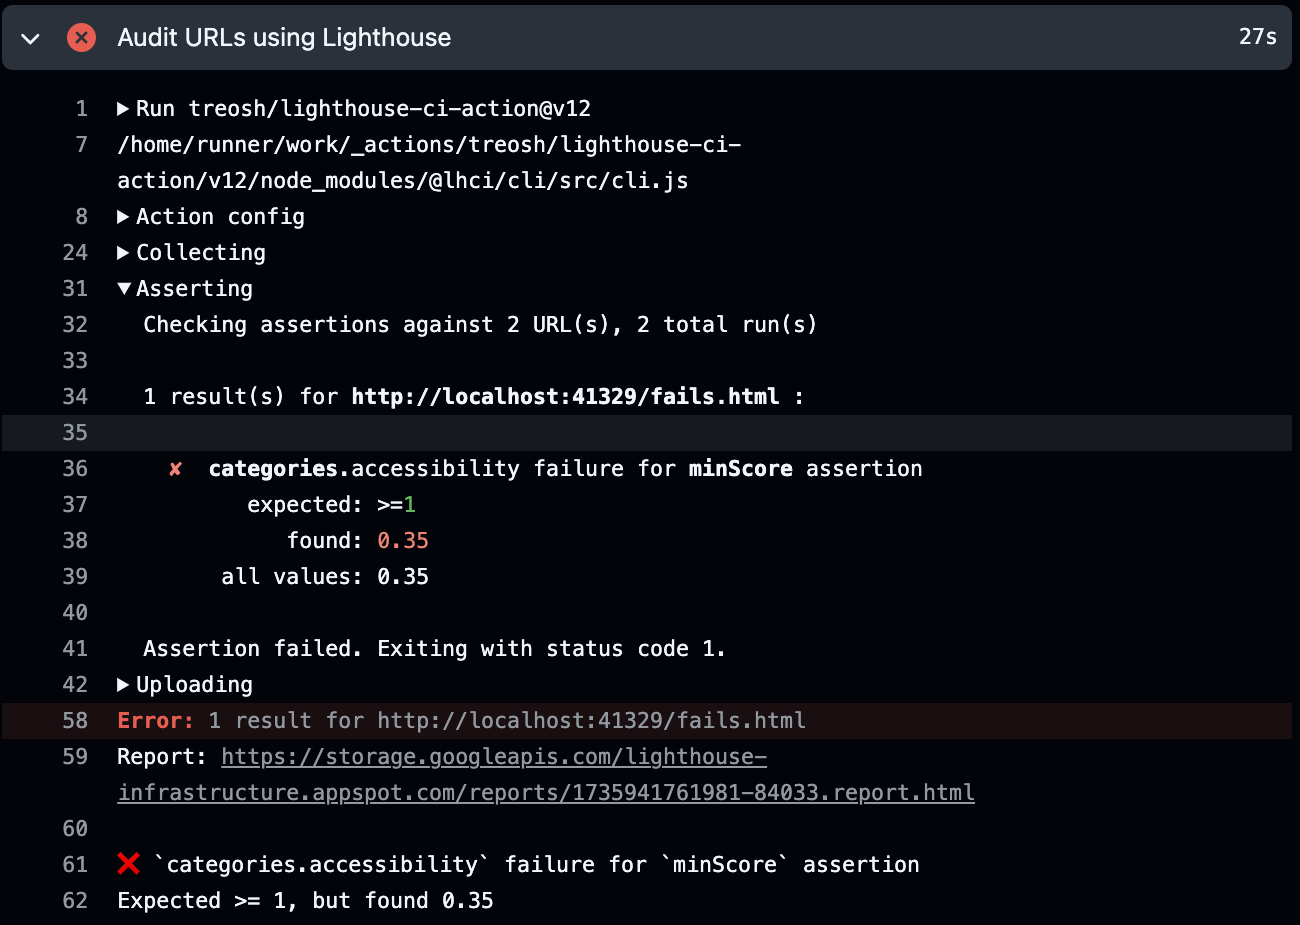 Audit URLs using Lighthouse 27s
1 ▶ Run treosh/lighthouse-ci-action@v12
7 /home/runner/work/_actions/treosh/lighthouse-ci-
action/v12/node_modules/@lhci/cli/src/cli.js
8 ▶ Action config
24 ▶ Collecting
31 ▼ Asserting
32 Checking assertions against 2 URL(s), 2 total run(s)
33
34 1 result(s) for http://localhost:41329/fails.html :
35
36 ✘ categories.accessibility failure for minScore assertion
37 expected: >=1
38 found: 0.35
39 all values: 0.35
40
41 Assertion failed. Exiting with status code 1.
42 ▶ Uploading
58 Error: 1 result for http://localhost:41329/fails.html
59 Report: https://storage.googleapis.com/lighthouse-
infrastructure.appspot.com/reports/1735941761981-84033.report.html
60
61 ❌ `categories.accessibility` failure for `minScore` assertion
62 Expected >= 1, but found 0.35